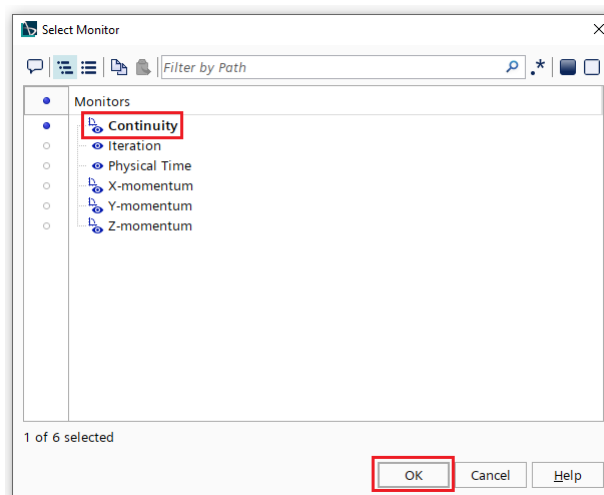 Select Monitor
Filter by Path
.*
Monitors
Continuity
Iteration
Physical Time
X-momentum
Y-momentum
Z-momentum
1 of 6 selected
OK Cancel Help